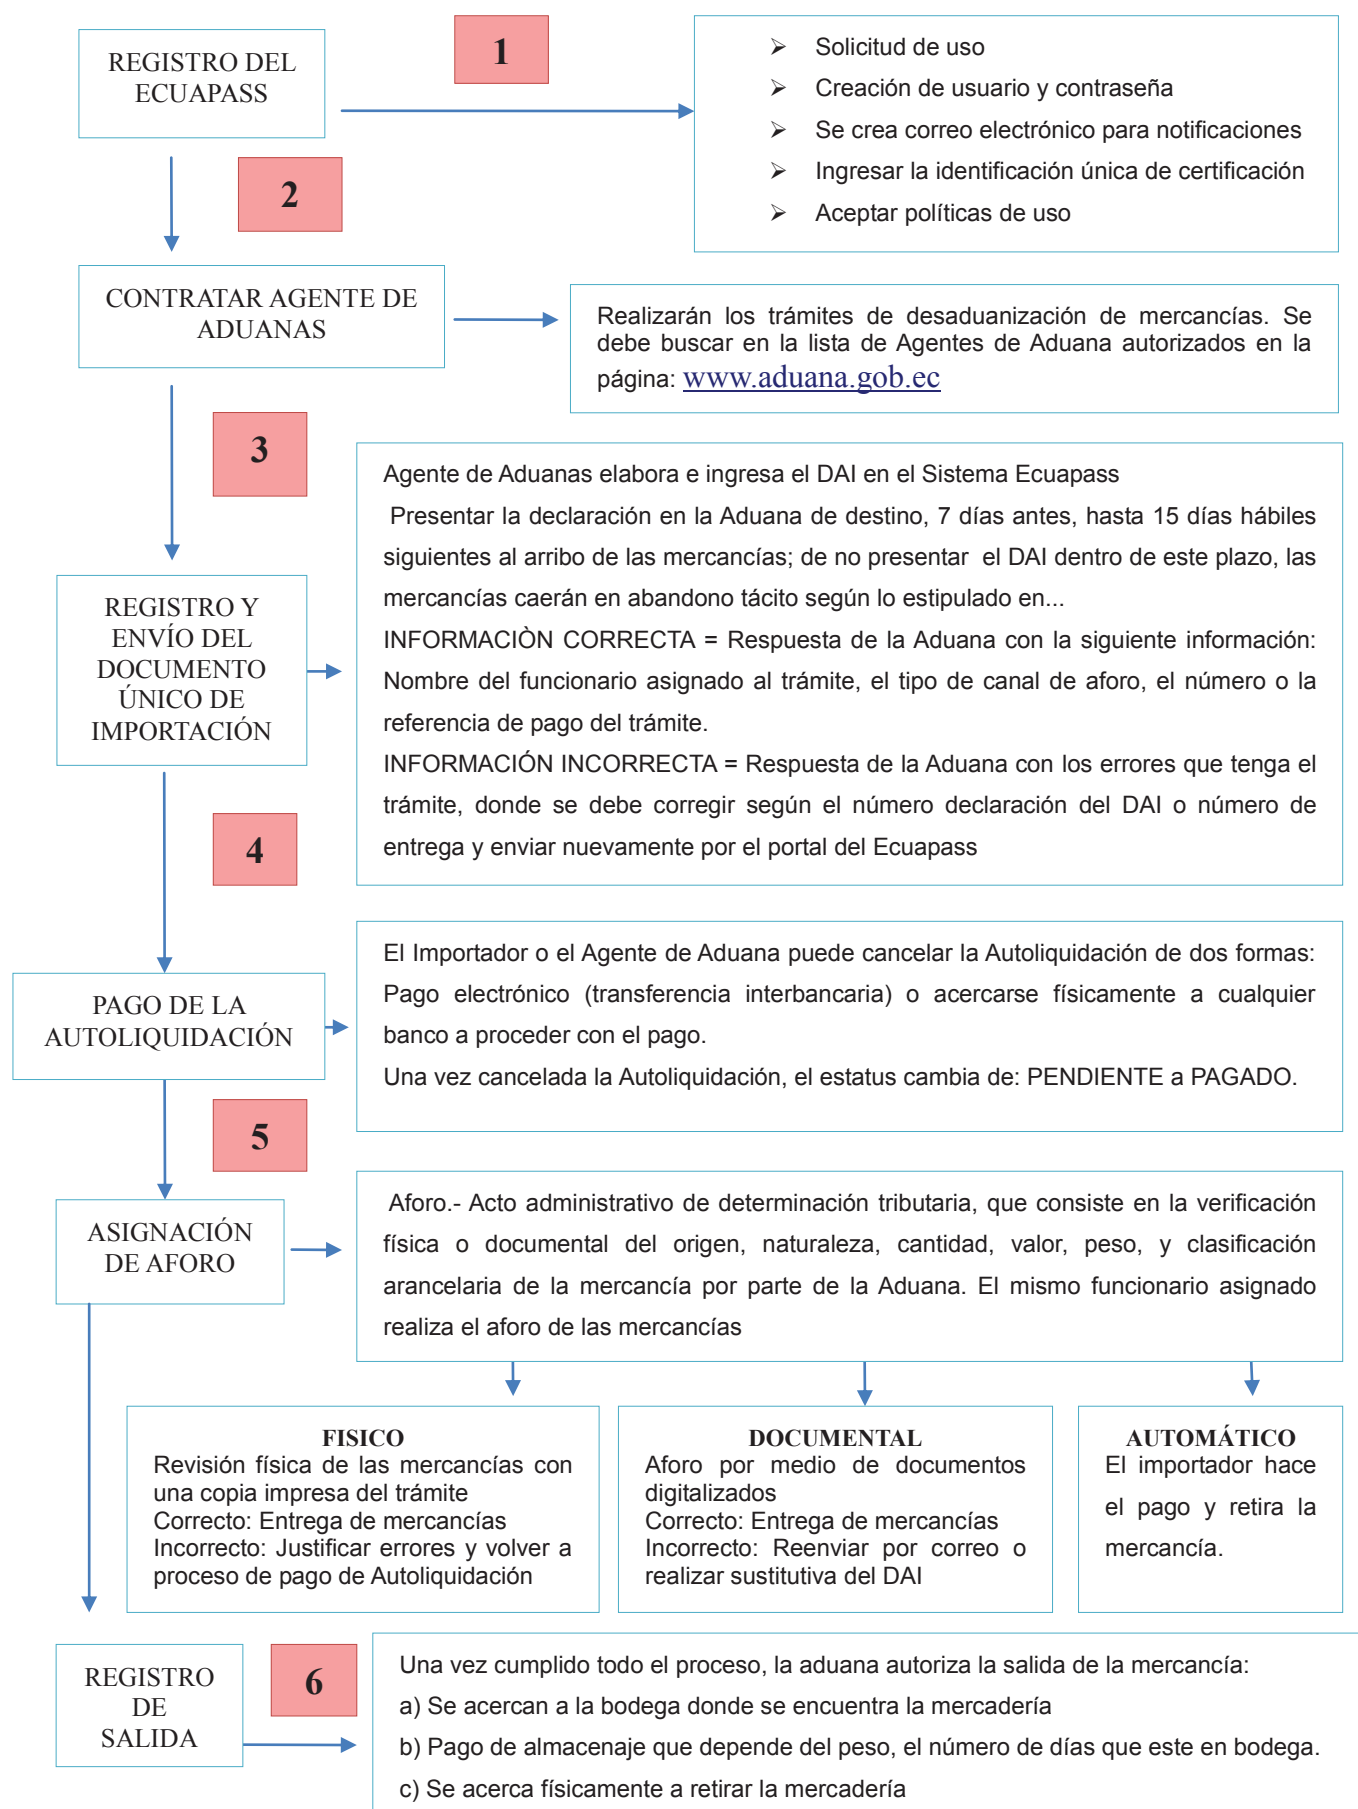 REGISTRO DEL
ECUAPASS
1
➢ Solicitud de uso
➢ Creación de usuario y contraseña
➢ Se crea correo electrónico para notificaciones
➢ Ingresar la identificación única de certificación
➢ Aceptar políticas de uso
2
CONTRATAR AGENTE DE
ADUANAS
Realizarán los trámites de desaduanización de mercancías. Se
debe buscar en la lista de Agentes de Aduana autorizados en la
página: www.aduana.gob.ec
3
REGISTRO Y
ENVÍO DEL
DOCUMENTO
ÚNICO DE
IMPORTACIÓN
Agente de Aduanas elabora e ingresa el DAI en el Sistema Ecuapass
Presentar la declaración en la Aduana de destino, 7 días antes, hasta 15 días hábiles
siguientes al arribo de las mercancías; de no presentar el DAI dentro de este plazo, las
mercancías caerán en abandono tácito según lo estipulado en...
INFORMACIÒN CORRECTA = Respuesta de la Aduana con la siguiente información:
Nombre del funcionario asignado al trámite, el tipo de canal de aforo, el número o la
referencia de pago del trámite.
INFORMACIÓN INCORRECTA = Respuesta de la Aduana con los errores que tenga el
trámite, donde se debe corregir según el número declaración del DAI o número de
entrega y enviar nuevamente por el portal del Ecuapass
4
PAGO DE LA
AUTOLIQUIDACIÓN
El Importador o el Agente de Aduana puede cancelar la Autoliquidación de dos formas:
Pago electrónico (transferencia interbancaria) o acercarse físicamente a cualquier
banco a proceder con el pago.
Una vez cancelada la Autoliquidación, el estatus cambia de: PENDIENTE a PAGADO.
5
ASIGNACIÓN
DE AFORO
Aforo.- Acto administrativo de determinación tributaria, que consiste en la verificación
física o documental del origen, naturaleza, cantidad, valor, peso, y clasificación
arancelaria de la mercancía por parte de la Aduana. El mismo funcionario asignado
realiza el aforo de las mercancías
FISICO
Revisión física de las mercancías con
una copia impresa del trámite
Correcto: Entrega de mercancías
Incorrecto: Justificar errores y volver a
proceso de pago de Autoliquidación
DOCUMENTAL
Aforo por medio de documentos
digitalizados
Correcto: Entrega de mercancías
Incorrecto: Reenviar por correo o
realizar sustitutiva del DAI
AUTOMÁTICO
El importador hace
el pago y retira la
mercancía.
REGISTRO
DE
SALIDA
6
Una vez cumplido todo el proceso, la aduana autoriza la salida de la mercancía:
a) Se acercan a la bodega donde se encuentra la mercadería
b) Pago de almacenaje que depende del peso, el número de días que este en bodega.
c) Se acerca físicamente a retirar la mercadería